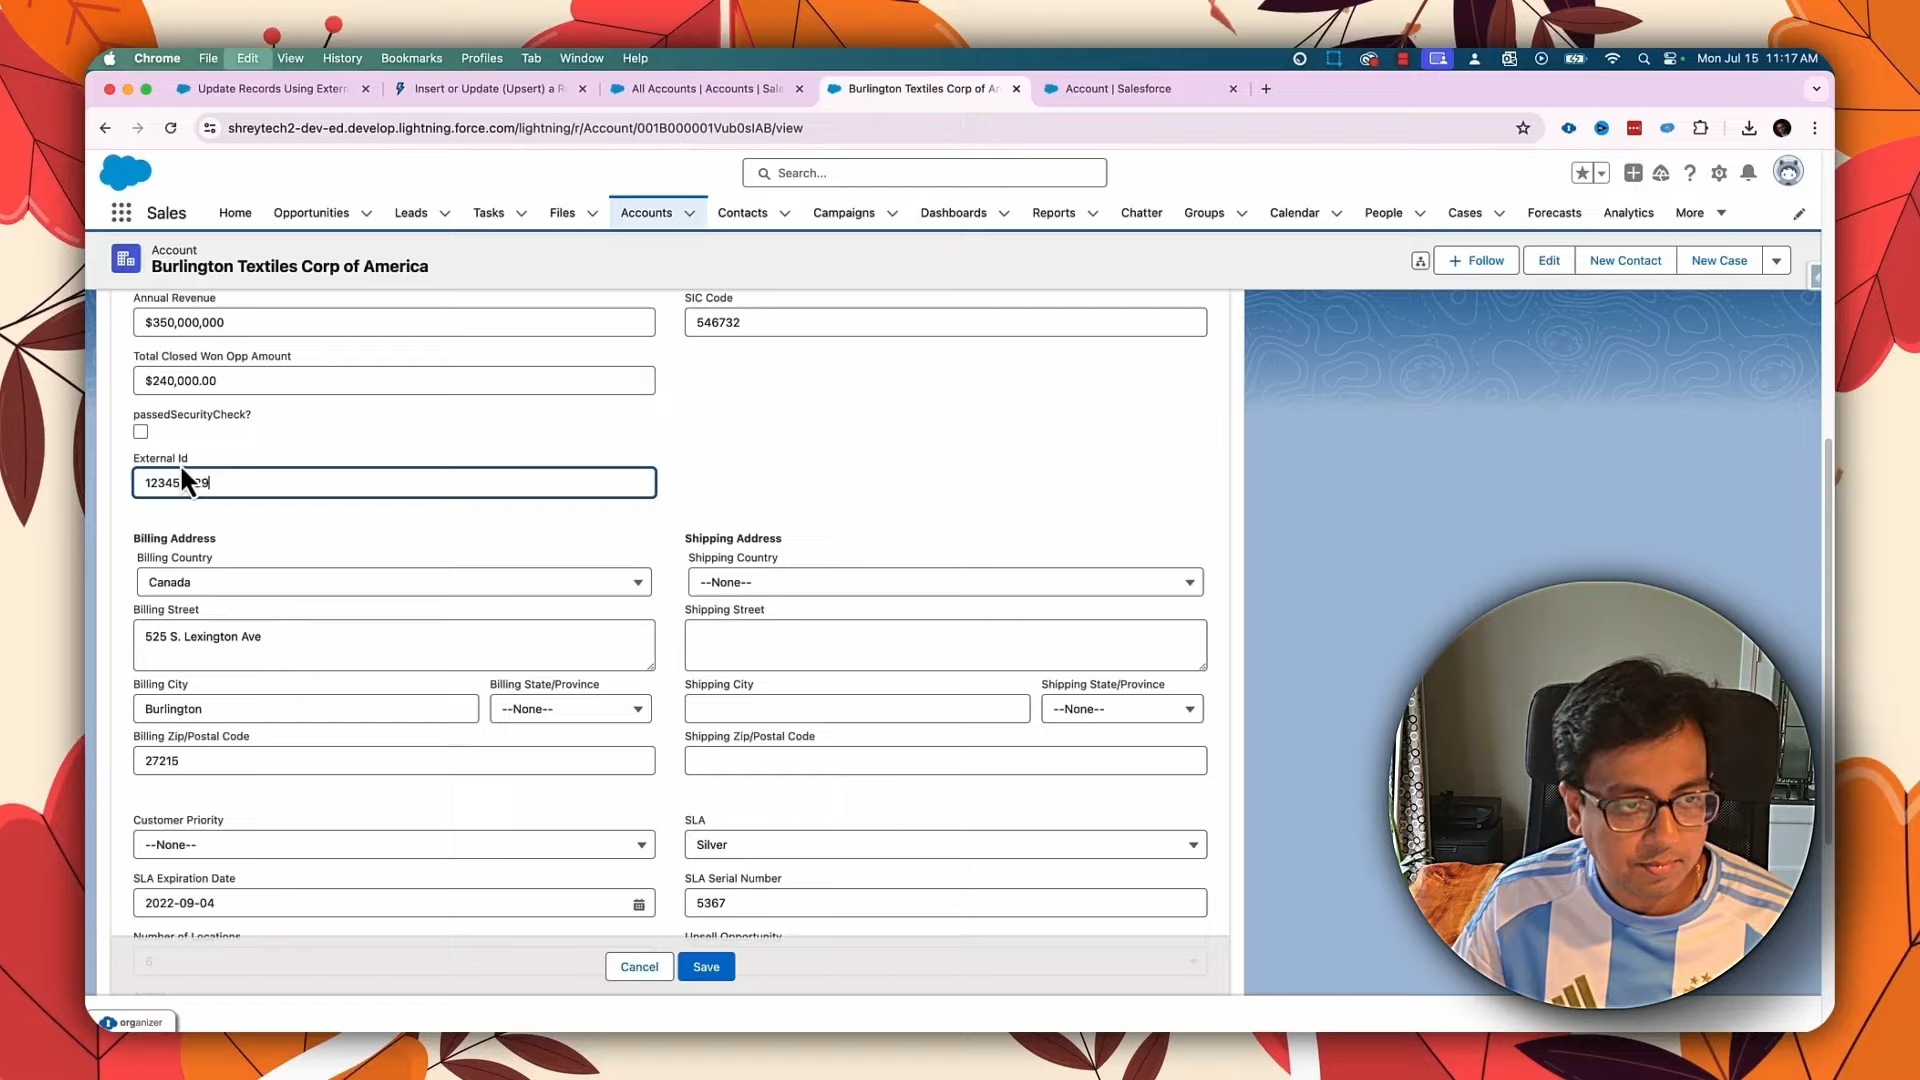 Chrome File Edit View History Bookmarks Profiles Tab Window Help Mon Jul 15 11:17 AM
Update Records Using Extern Insert or Update (Upsert) a R All Accounts | Accounts | Sale Burlington Textiles Corp of Am Account | Salesforce
shreytech2-dev-ed.develop.lightning.force.com/lightning/r/Account/001B000001Vub0sIAB/view
Search...
Sales Home Opportunities Leads Tasks Files Accounts Contacts Campaigns Dashboards Reports Chatter Groups Calendar People Cases Forecasts Analytics More
Account
Burlington Textiles Corp of America
+ Follow Edit New Contact New Case
Annual Revenue SIC Code
$350,000,000 546732
Total Closed Won Opp Amount
$240,000.00
passedSecurityCheck?
External Id
Billing Address Shipping Address
Billing Country Shipping Country
Canada --None--
Billing Street Shipping Street
525 S. Lexington Ave
Billing City Billing State/Province Shipping City Shipping State/Province
Burlington --None-- --None--
Billing Zip/Postal Code Shipping Zip/Postal Code
27215
Customer Priority SLA
--None-- Silver
SLA Expiration Date SLA Serial Number
2022-09-04 5367
Number of Locations Upsell Opportunity
6
Cancel Save
organizer